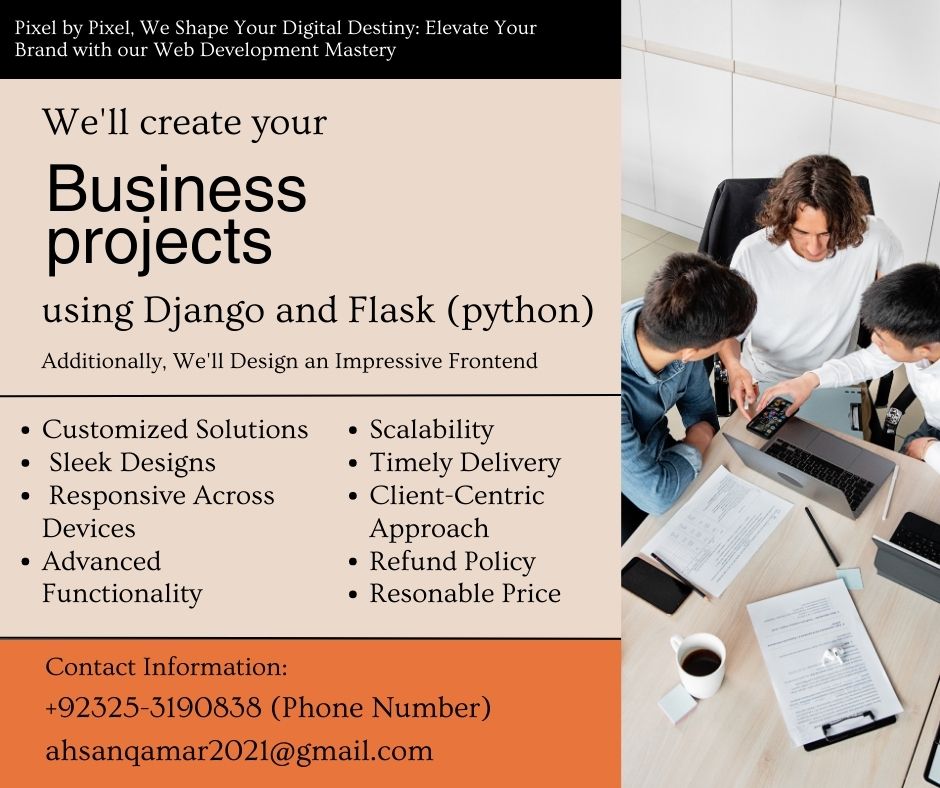 Pixel by Pixel, We Shape Your Digital Destiny: Elevate Your
Brand with our Web Development Mastery
We'll create your
Business
projects
using Django and Flask (python)
Additionally, We'll Design an Impressive Frontend
• Customized Solutions
• Sleek Designs
• Responsive Across
Devices
• Advanced
Functionality
• Scalability
• Timely Delivery
• Client-Centric
Approach
• Refund Policy
• Resonable Price
Contact Information:
+92325-3190838 (Phone Number)
ahsanqamar2021@gmail.com